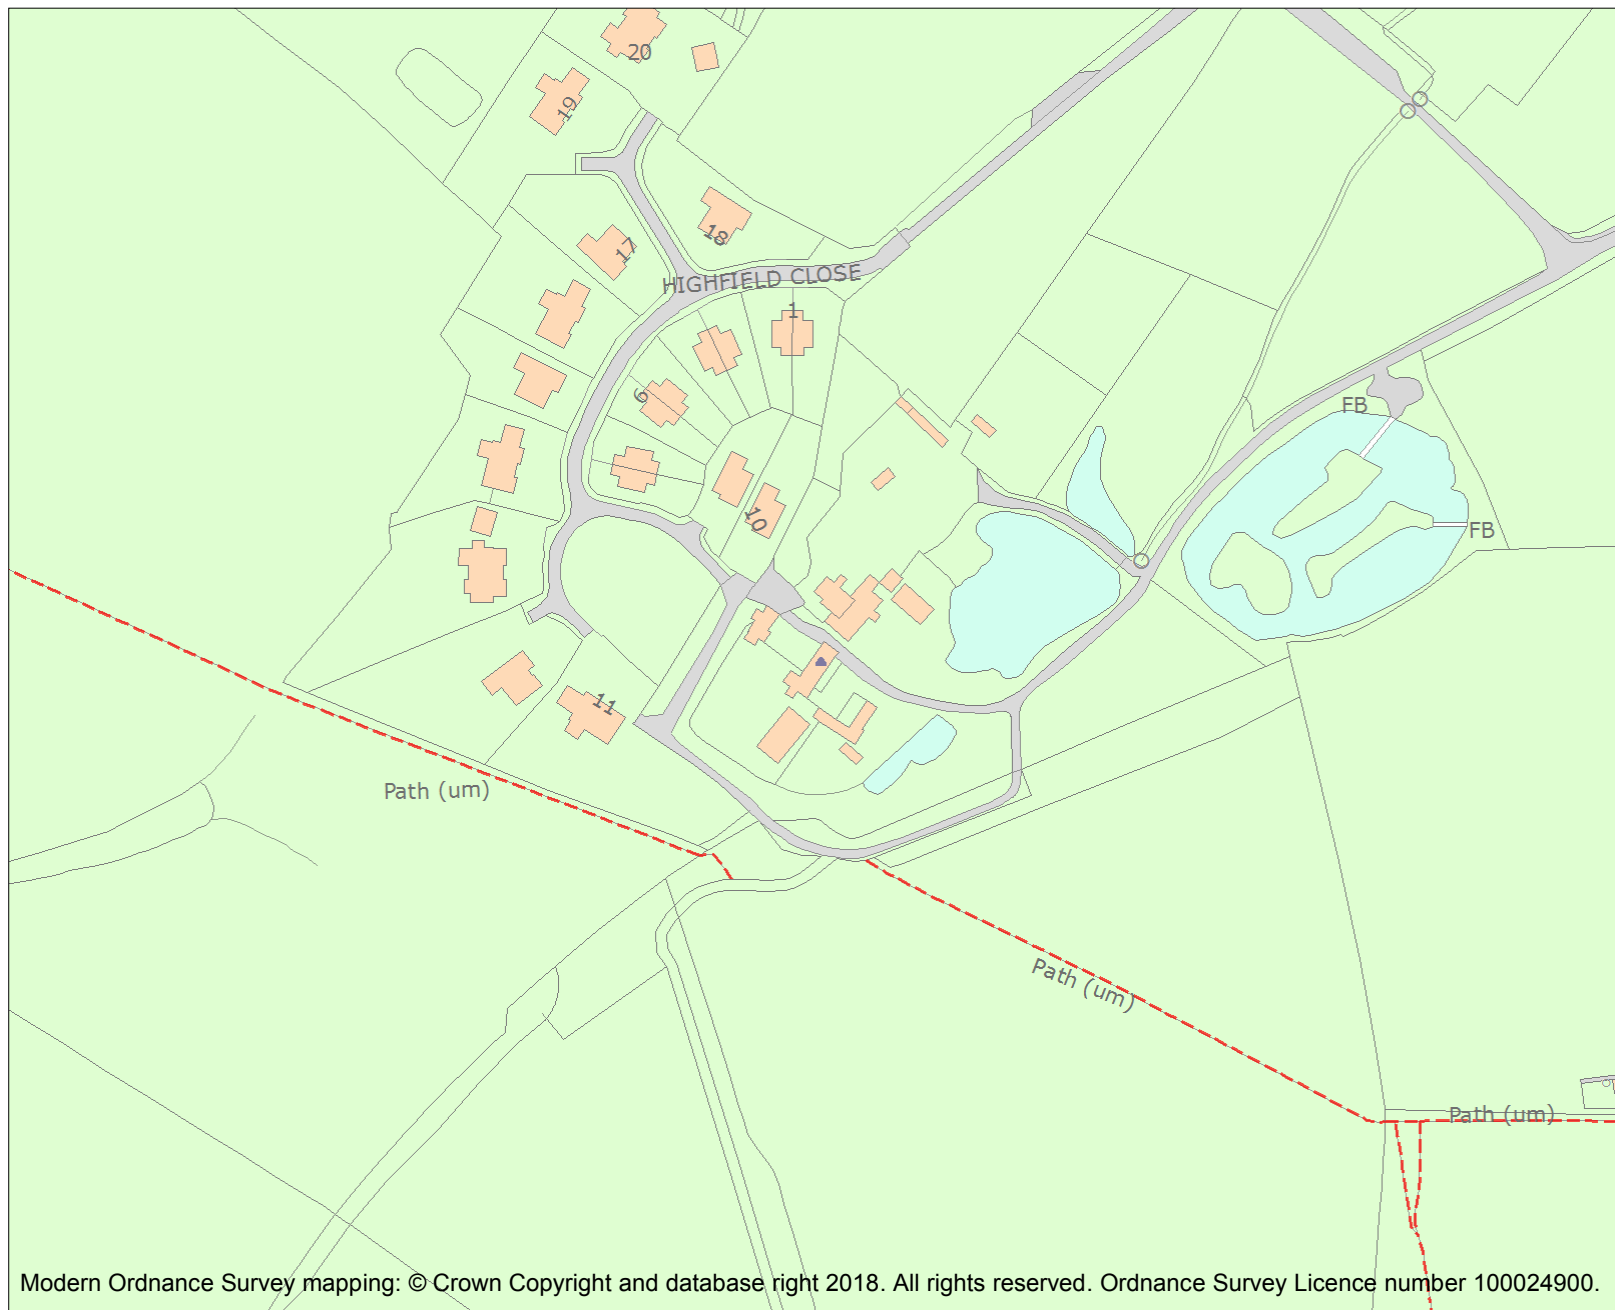 20
19
18
17
HIGHFIELD CLOSE
1
6
FB
10
FB
11
Path (um)
Path (um)
Path (um)
Modern Ordnance Survey mapping: © Crown Copyright and database right 2018. All rights reserved. Ordnance Survey Licence number 100024900.